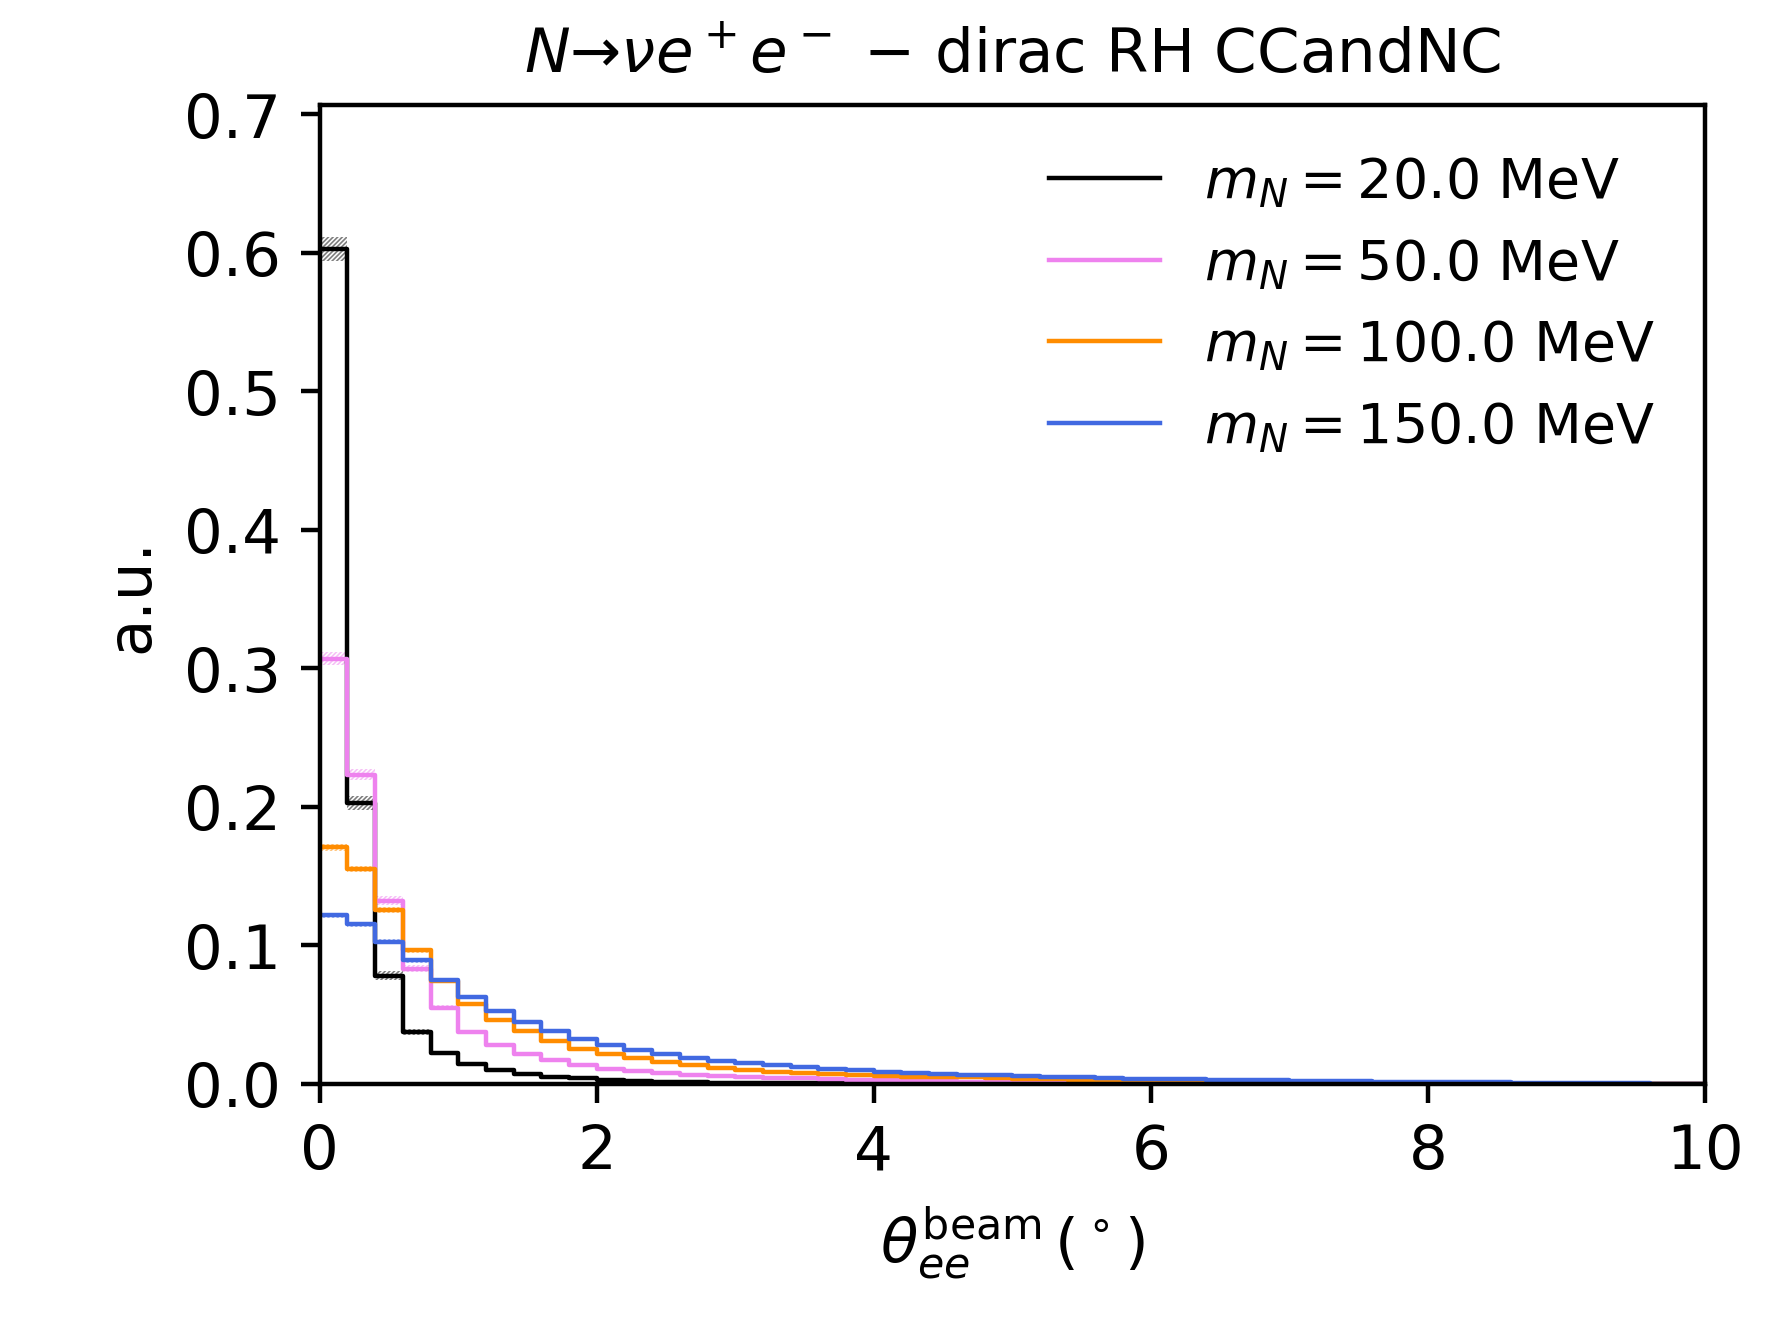 N→νe⁺e⁻ − dirac RH CCandNC
0.7
0.6
0.5
0.4
0.3
0.2
0.1
0.0
a.u.
m_N = 20.0 MeV
m_N = 50.0 MeV
m_N = 100.0 MeV
m_N = 150.0 MeV
0 2 4 6 8 10
θ_ee^beam (°)